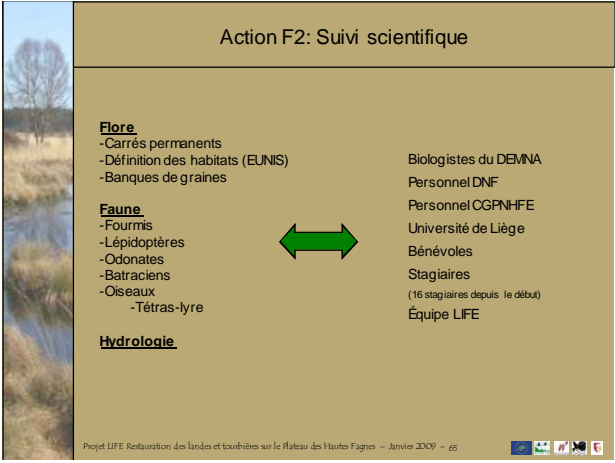 Action F2: Suivi scientifique
Flore
-Carrés permanents
-Définition des habitats (EUNIS)
-Banques de graines
Faune
-Fourmis
-Lépidoptères
-Odonates
-Batraciens
-Oiseaux
-Tétras-lyre
Hydrologie
Biologistes du DEMNA
Personnel DNF
Personnel CGPNHFE
Université de Liège
Bénévoles
Stagiaires
(16 stagiaires depuis le début)
Équipe LIFE
Projet LIFE Restauration des landes et tourbières sur le Plateau des Hautes Fagnes – Janvier 2009 – 65